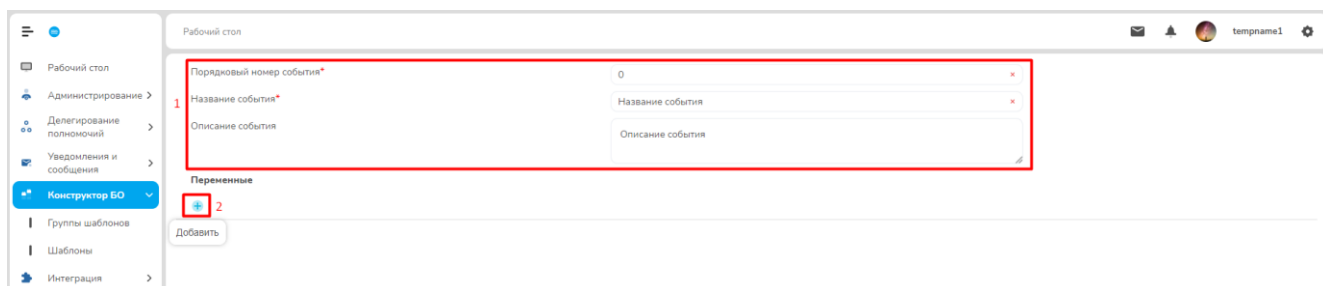 Рабочий стол
tempname1
Рабочий стол
Администрирование
Делегирование
полномочий
Уведомления и
сообщения
Конструктор БО
Группы шаблонов
Шаблоны
Интеграция
1
Порядковый номер события*
0
Название события*
Название события
Описание события
Описание события
Переменные
2
Добавить